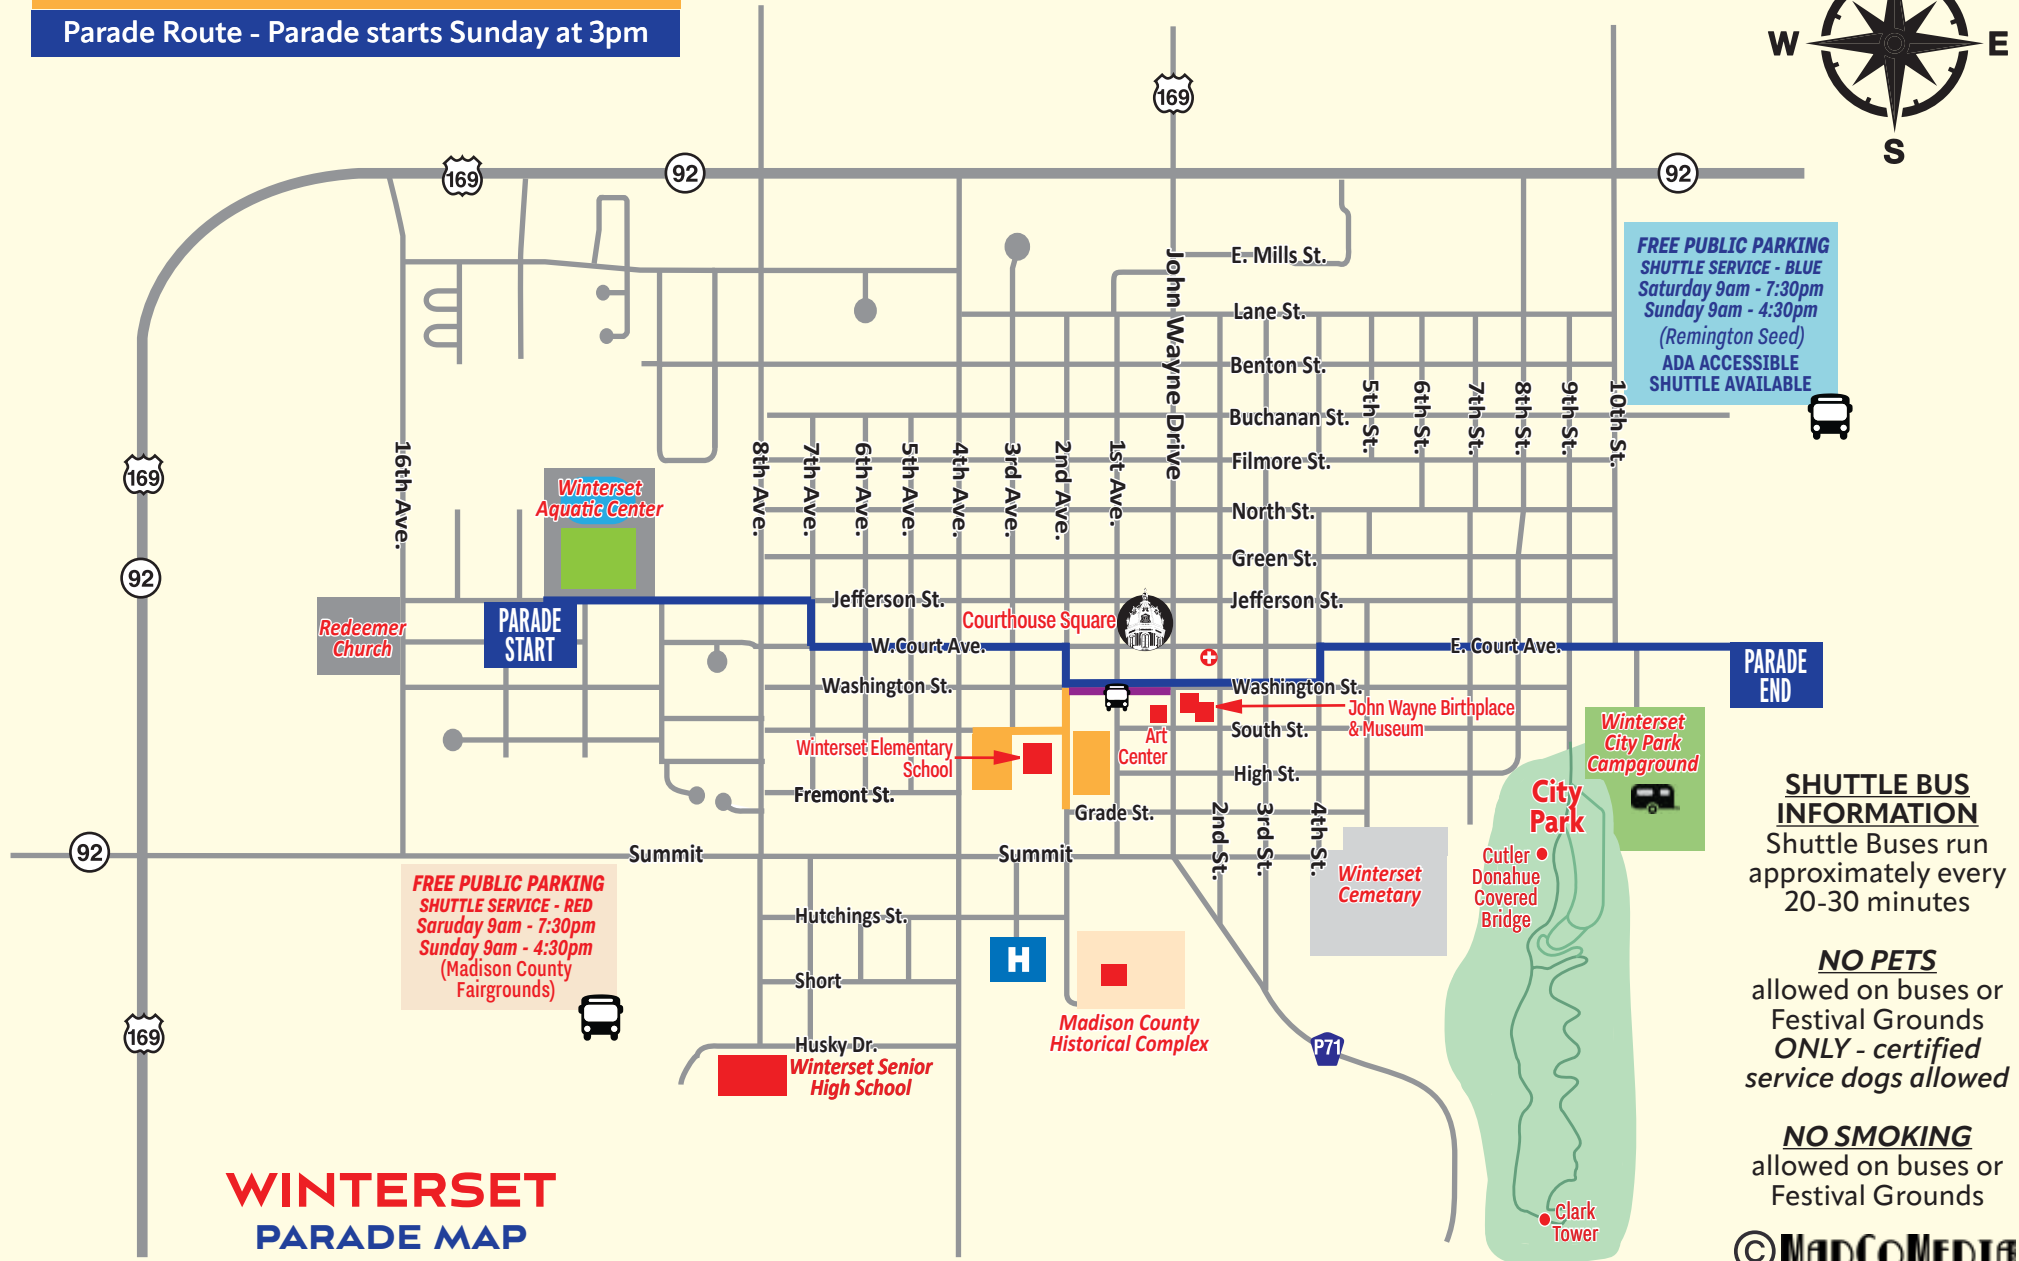 Parade Route - Parade starts Sunday at 3pm
W
E
S
169
169
92
92
E. Mills St.
John Wayne Drive
Lane St.
Benton St.
Buchanan St.
Filmore St.
North St.
Green St.
Jefferson St.
Jefferson St.
FREE PUBLIC PARKING
SHUTTLE SERVICE - BLUE
Saturday 9am - 7:30pm
Sunday 9am - 4:30pm
(Remington Seed)
ADA ACCESSIBLE
SHUTTLE AVAILABLE
5th St.
6th St.
7th St.
8th St.
9th St.
10th St.
16th Ave.
8th Ave.
7th Ave.
6th Ave.
5th Ave.
4th Ave.
3rd Ave.
2nd Ave.
1st Ave.
169
92
Winterset
Aquatic Center
Redeemer
Church
PARADE
START
Courthouse Square
W.Court Ave.
E. Court Ave.
PARADE
END
Washington St.
Washington St.
John Wayne Birthplace
& Museum
Art
Center
South St.
High St.
Winterset Elementary
School
Fremont St.
Grade St.
2nd St.
3rd St.
4th St.
Winterset
City Park
Campground
City
Park
Cutler
Donahue
Covered
Bridge
Winterset
Cemetary
92
Summit
Summit
FREE PUBLIC PARKING
SHUTTLE SERVICE - RED
Saruday 9am - 7:30pm
Sunday 9am - 4:30pm
(Madison County
Fairgrounds)
Hutchings St.
H
Short
Madison County
Historical Complex
169
Husky Dr.
Winterset Senior
High School
P71
Clark
Tower
SHUTTLE BUS
INFORMATION
Shuttle Buses run
approximately every
20-30 minutes
NO PETS
allowed on buses or
Festival Grounds
ONLY - certified
service dogs allowed
NO SMOKING
allowed on buses or
Festival Grounds
WINTERSET
PARADE MAP
© MADCOMEDIA